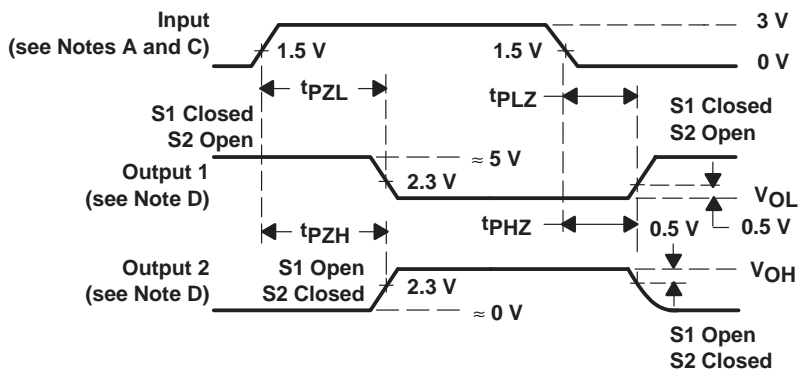 Input
(see Notes A and C)
1.5 V
1.5 V
3 V
0 V
tPZL
tPLZ
S1 Closed
S2 Open
S1 Closed
S2 Open
≈ 5 V
Output 1
(see Note D)
2.3 V
VOL
0.5 V
tPZH
tPHZ
0.5 V
Output 2
(see Note D)
S1 Open
S2 Closed
2.3 V
VOH
≈ 0 V
S1 Open
S2 Closed